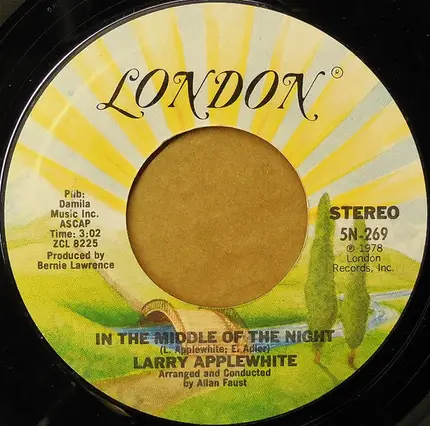 LONDON®
Pub:
Damila
Music Inc.
ASCAP
Time: 3:02
ZCL 8225
Produced by
Bernie Lawrence
STEREO
5N-269
℗ 1978
London
Records, Inc.
IN THE MIDDLE OF THE NIGHT
(L. Applewhite; E. Adler)
LARRY APPLEWHITE
Arranged and Conducted
by Allan Faust